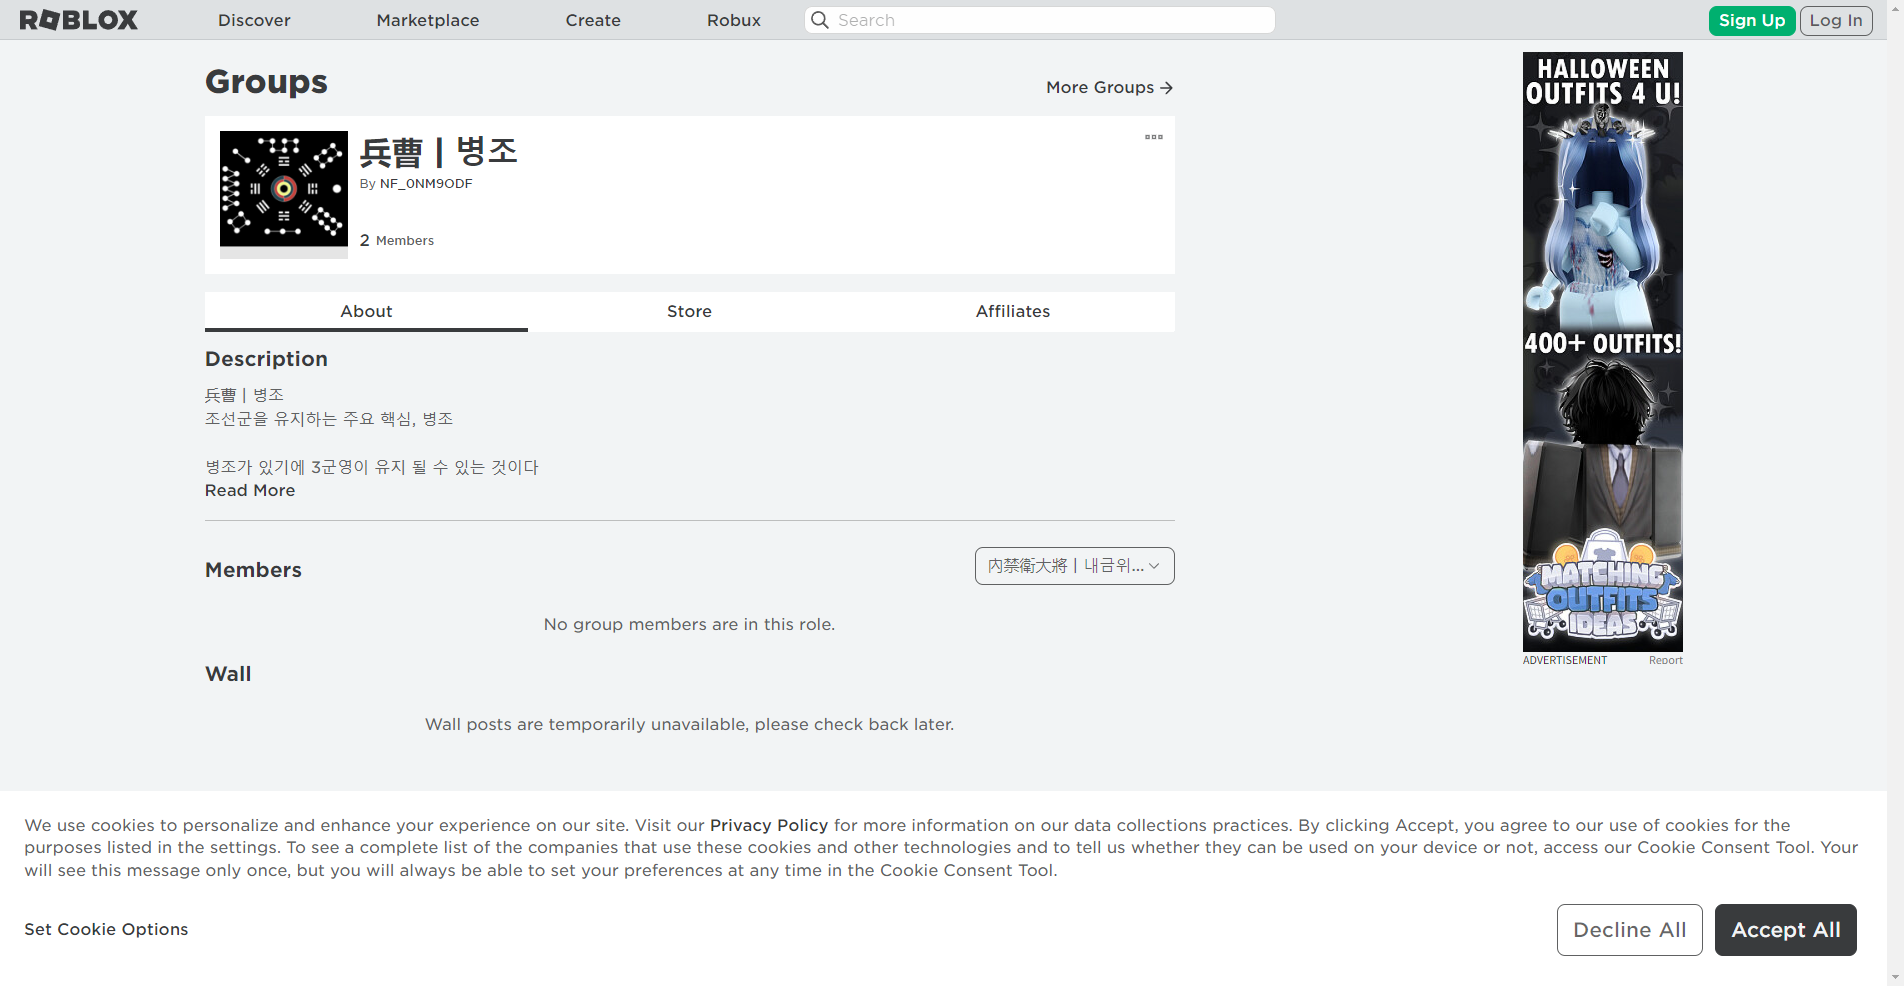 ROBLOX
Discover
Marketplace
Create
Robux
Search
Sign Up
Log In
Groups
More Groups
兵曹 | 병조
By NF_0NM9ODF
2 Members
About
Store
Affiliates
Description
兵曹 | 병조
조선군을 유지하는 주요 핵심, 병조
병조가 있기에 3군영이 유지 될 수 있는 것이다
Read More
Members
內禁衛大將 | 내금위...
No group members are in this role.
Wall
Wall posts are temporarily unavailable, please check back later.
HALLOWEEN
OUTFITS 4 U!
400+ OUTFITS!
MATCHING
OUTFITS
IDEAS
ADVERTISEMENT
Report
We use cookies to personalize and enhance your experience on our site. Visit our Privacy Policy for more information on our data collections practices. By clicking Accept, you agree to our use of cookies for the
purposes listed in the settings. To see a complete list of the companies that use these cookies and other technologies and to tell us whether they can be used on your device or not, access our Cookie Consent Tool. Your
will see this message only once, but you will always be able to set your preferences at any time in the Cookie Consent Tool.
Set Cookie Options
Decline All
Accept All